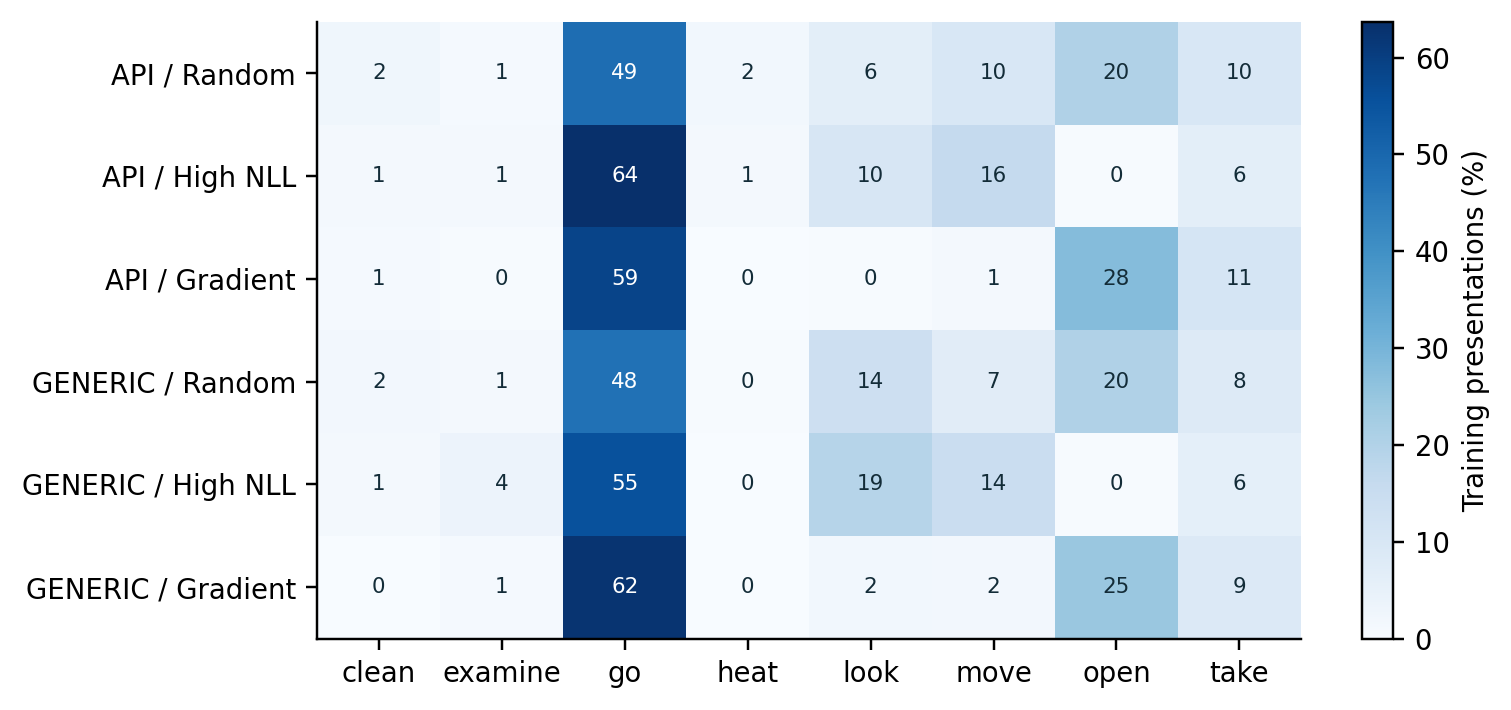 API / Random 2 1 49 2 6 10 20 10 60
API / High NLL 1 1 64 1 10 16 0 6 50
API / Gradient 1 0 59 0 0 1 28 11 40
GENERIC / Random 2 1 48 0 14 7 20 8 30
GENERIC / High NLL 1 4 55 0 19 14 0 6 20
GENERIC / Gradient 0 1 62 0 2 2 25 9 10
0
clean examine go heat look move open take
Training presentations (%)